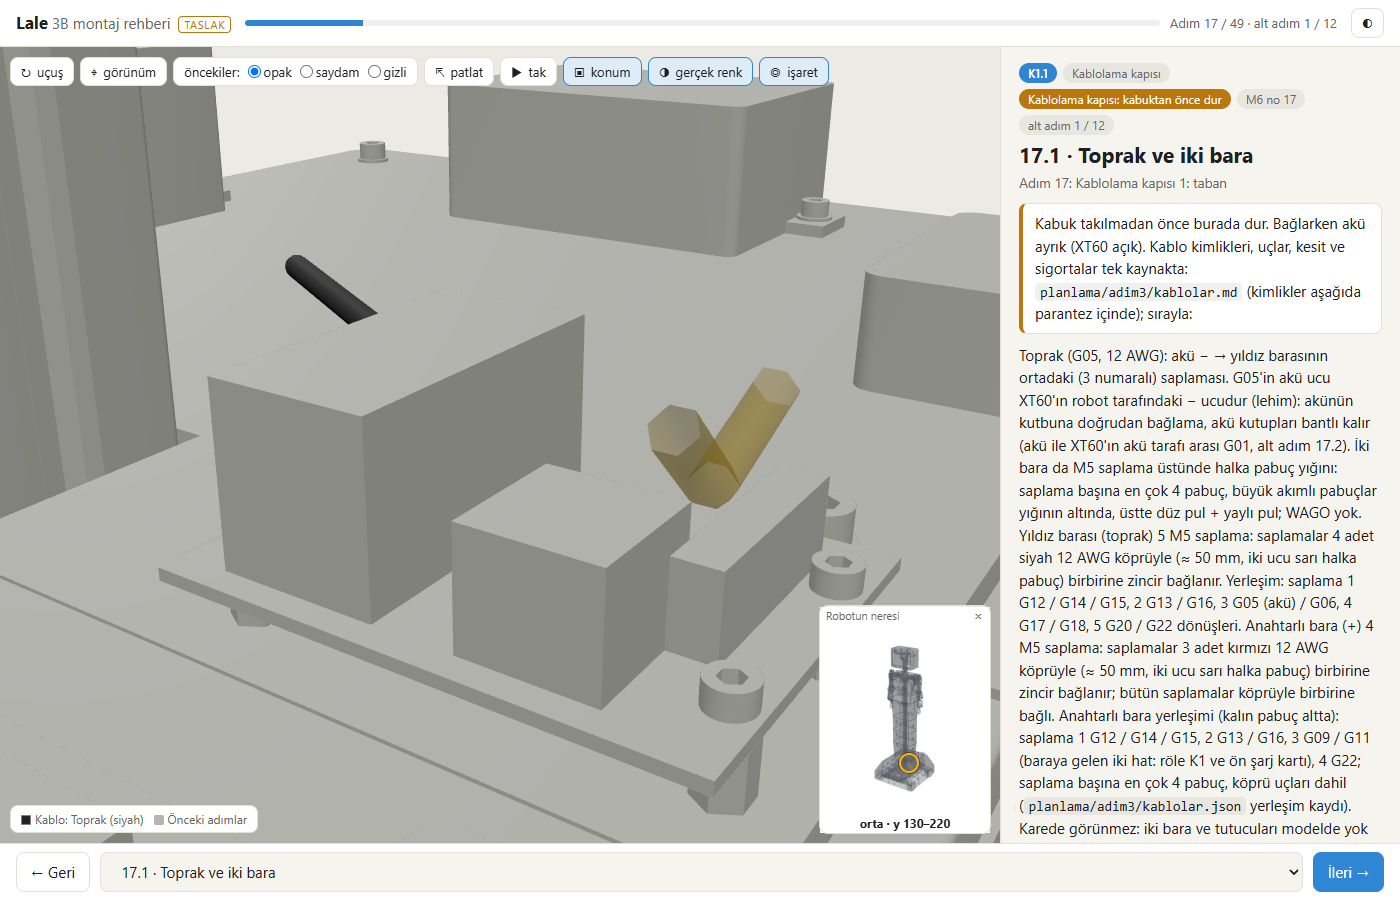 Lale 3B montaj rehberi TASLAK
Adım 17 / 49 · alt adım 1 / 12
↻ uçuş
⌖ görünüm
öncekiler: opak saydam gizli
⇱ patlat
▶ tak
▣ konum
◑ gerçek renk
◎ işaret
Robotun neresi ×
orta · y 130–220
Kablo: Toprak (siyah) Önceki adımlar
K1.1 Kablolama kapısı
Kablolama kapısı: kabuktan önce dur M6 no 17
alt adım 1 / 12
17.1 · Toprak ve iki bara
Adım 17: Kablolama kapısı 1: taban
Kabuk takılmadan önce burada dur. Bağlarken akü
ayrık (XT60 açık). Kablo kimlikleri, uçlar, kesit ve
sigortalar tek kaynakta:
planlama/adim3/kablolar.md (kimlikler aşağıda
parantez içinde); sırayla:
Toprak (G05, 12 AWG): akü − → yıldız barasının
ortadaki (3 numaralı) saplaması. G05'in akü ucu
XT60'ın robot tarafındaki − ucudur (lehim): akünün
kutbuna doğrudan bağlama, akü kutupları bantlı kalır
(akü ile XT60'ın akü tarafı arası G01, alt adım 17.2). İki
bara da M5 saplama üstünde halka pabuç yığını:
saplama başına en çok 4 pabuç, büyük akımlı pabuçlar
yığının altında, üstte düz pul + yaylı pul; WAGO yok.
Yıldız barası (toprak) 5 M5 saplama: saplamalar 4 adet
siyah 12 AWG köprüyle (≈ 50 mm, iki ucu sarı halka
pabuç) birbirine zincir bağlanır. Yerleşim: saplama 1
G12 / G14 / G15, 2 G13 / G16, 3 G05 (akü) / G06, 4
G17 / G18, 5 G20 / G22 dönüşleri. Anahtarlı bara (+) 4
M5 saplama: saplamalar 3 adet kırmızı 12 AWG
köprüyle (≈ 50 mm, iki ucu sarı halka pabuç) birbirine
zincir bağlanır; bütün saplamalar köprüyle birbirine
bağlı. Anahtarlı bara yerleşimi (kalın pabuç altta):
saplama 1 G12 / G14 / G15, 2 G13 / G16, 3 G09 / G11
(baraya gelen iki hat: röle K1 ve ön şarj kartı), 4 G22;
saplama başına en çok 4 pabuç, köprü uçları dahil
(planlama/adim3/kablolar.json yerleşim kaydı).
Karede görünmez: iki bara ve tutucuları modelde yok
← Geri
17.1 · Toprak ve iki bara
İleri →